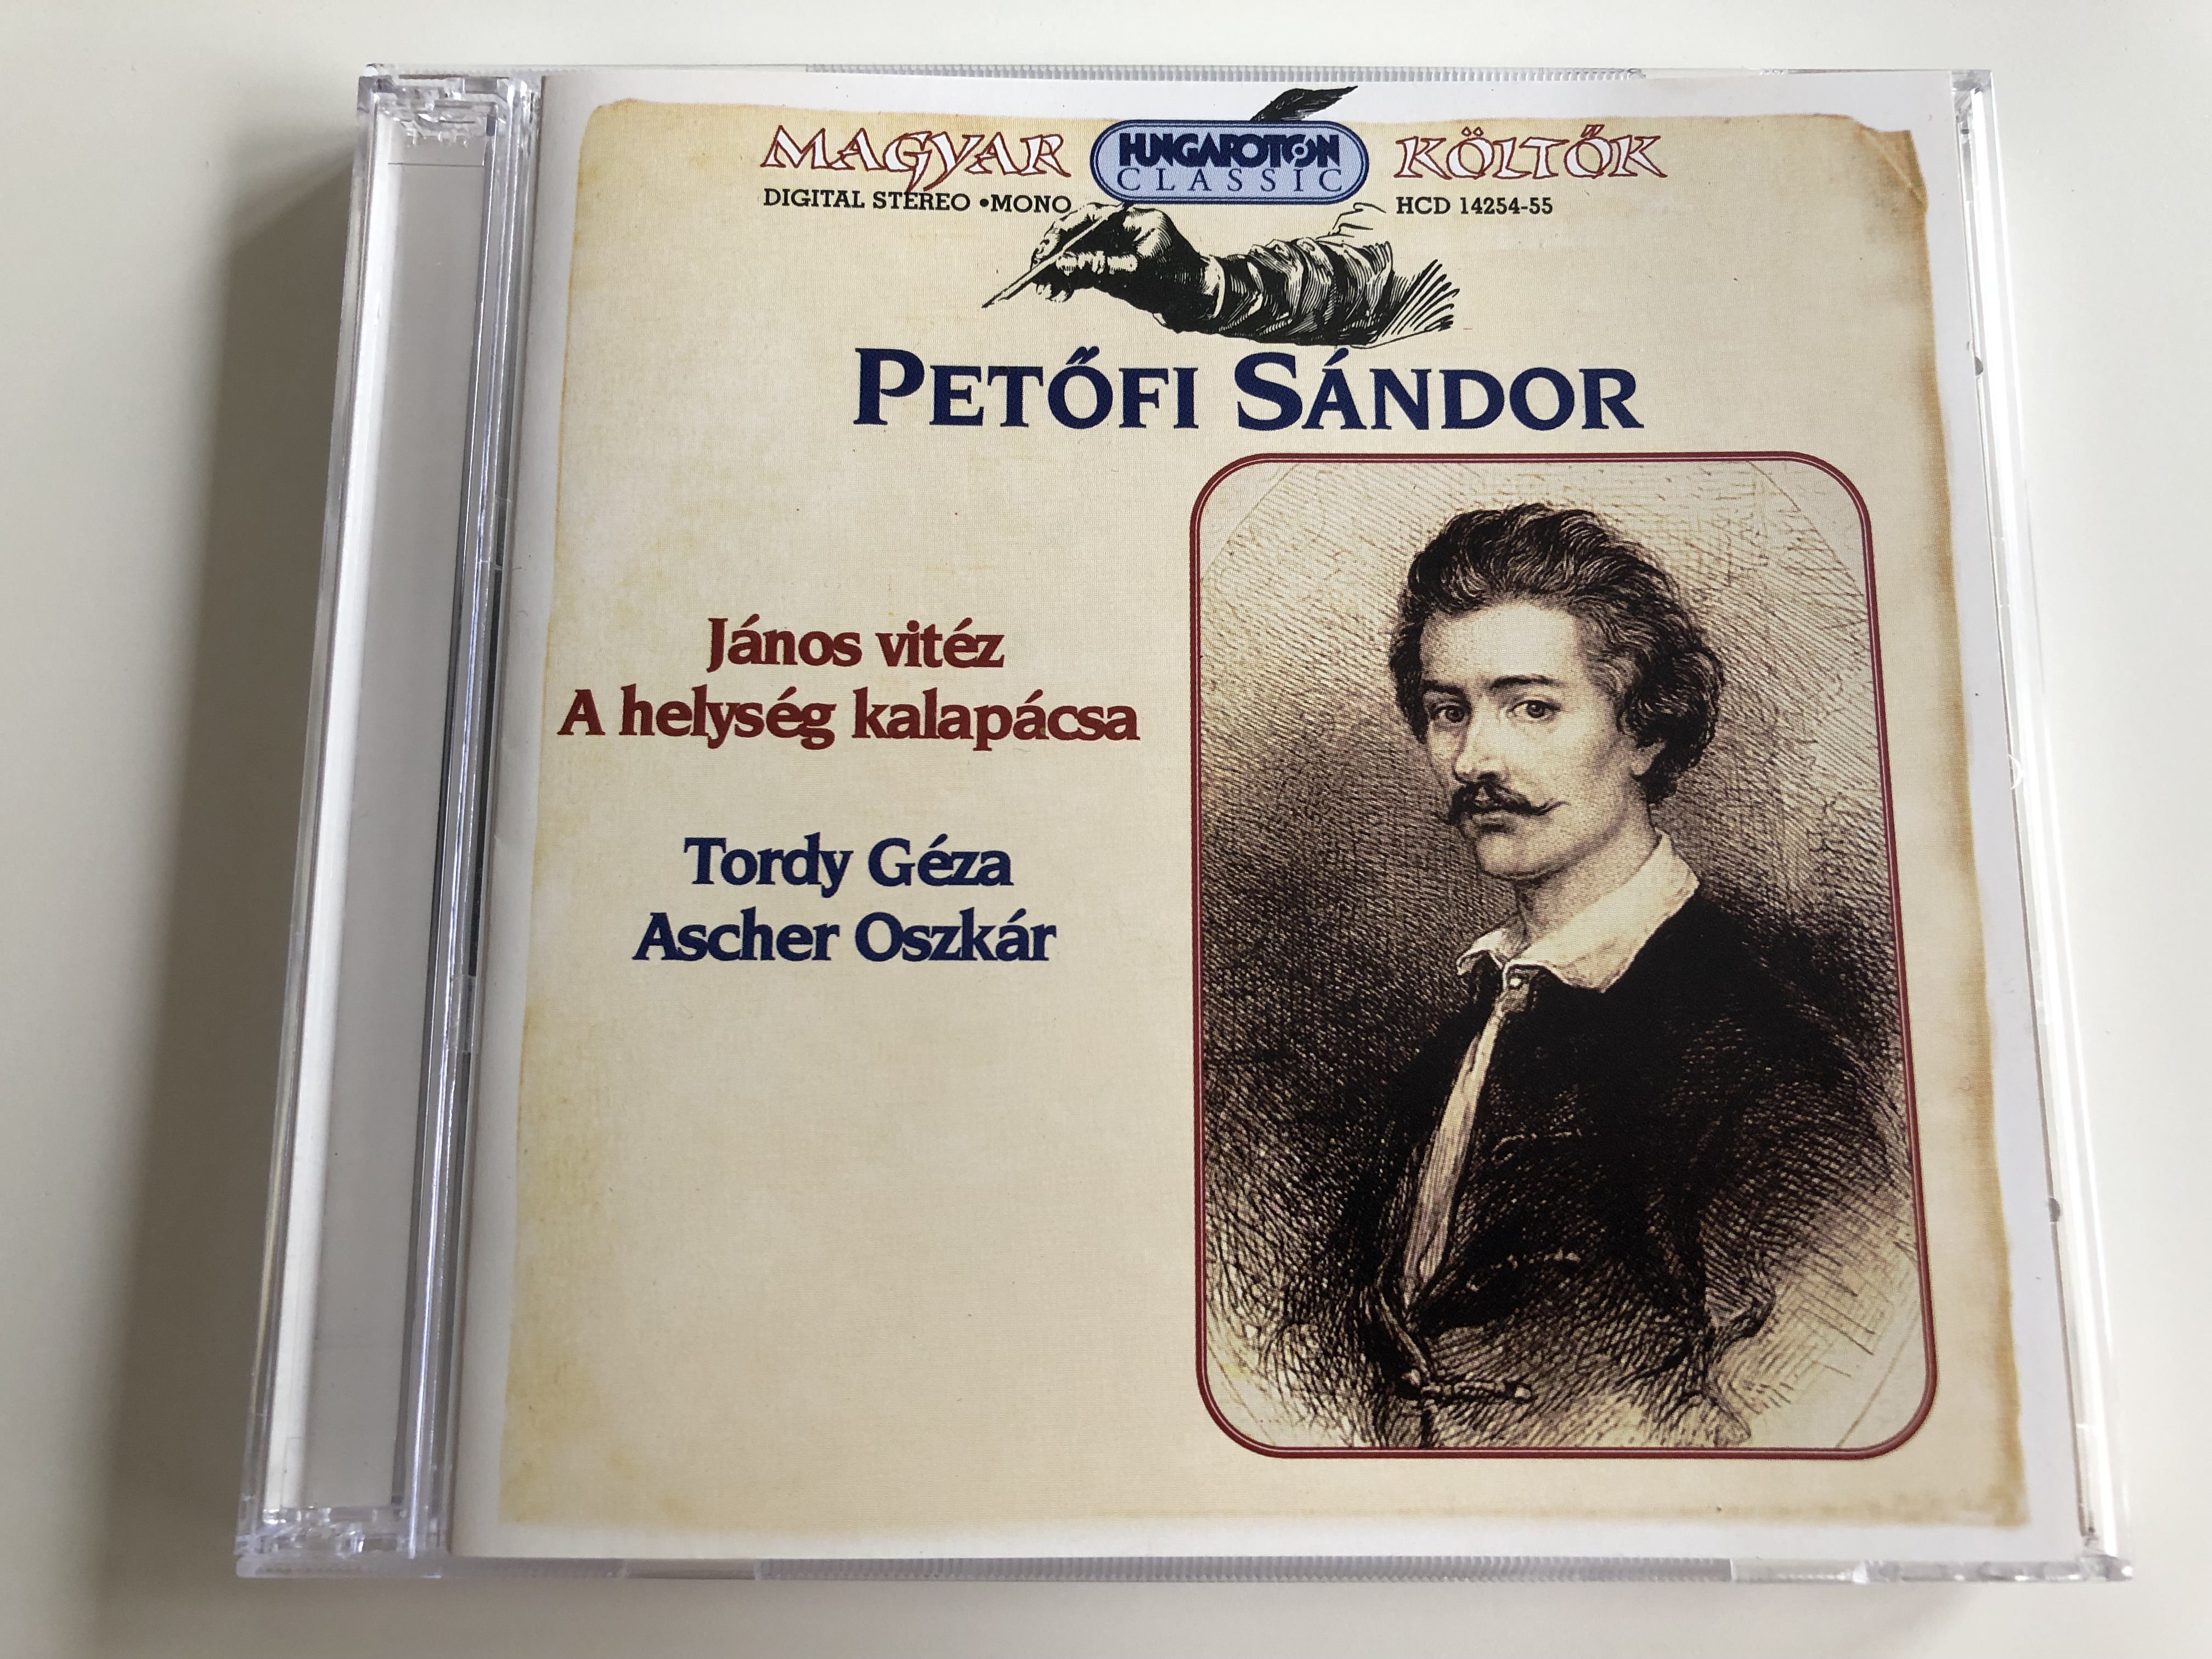 MAGYAR HUNGAROTON CLASSIC KÖLTŐK
DIGITAL STEREO •MONO HCD 14254-55
PETŐFI SÁNDOR
János vitéz
A helység kalapácsa
Tordy Géza
Ascher Oszkár